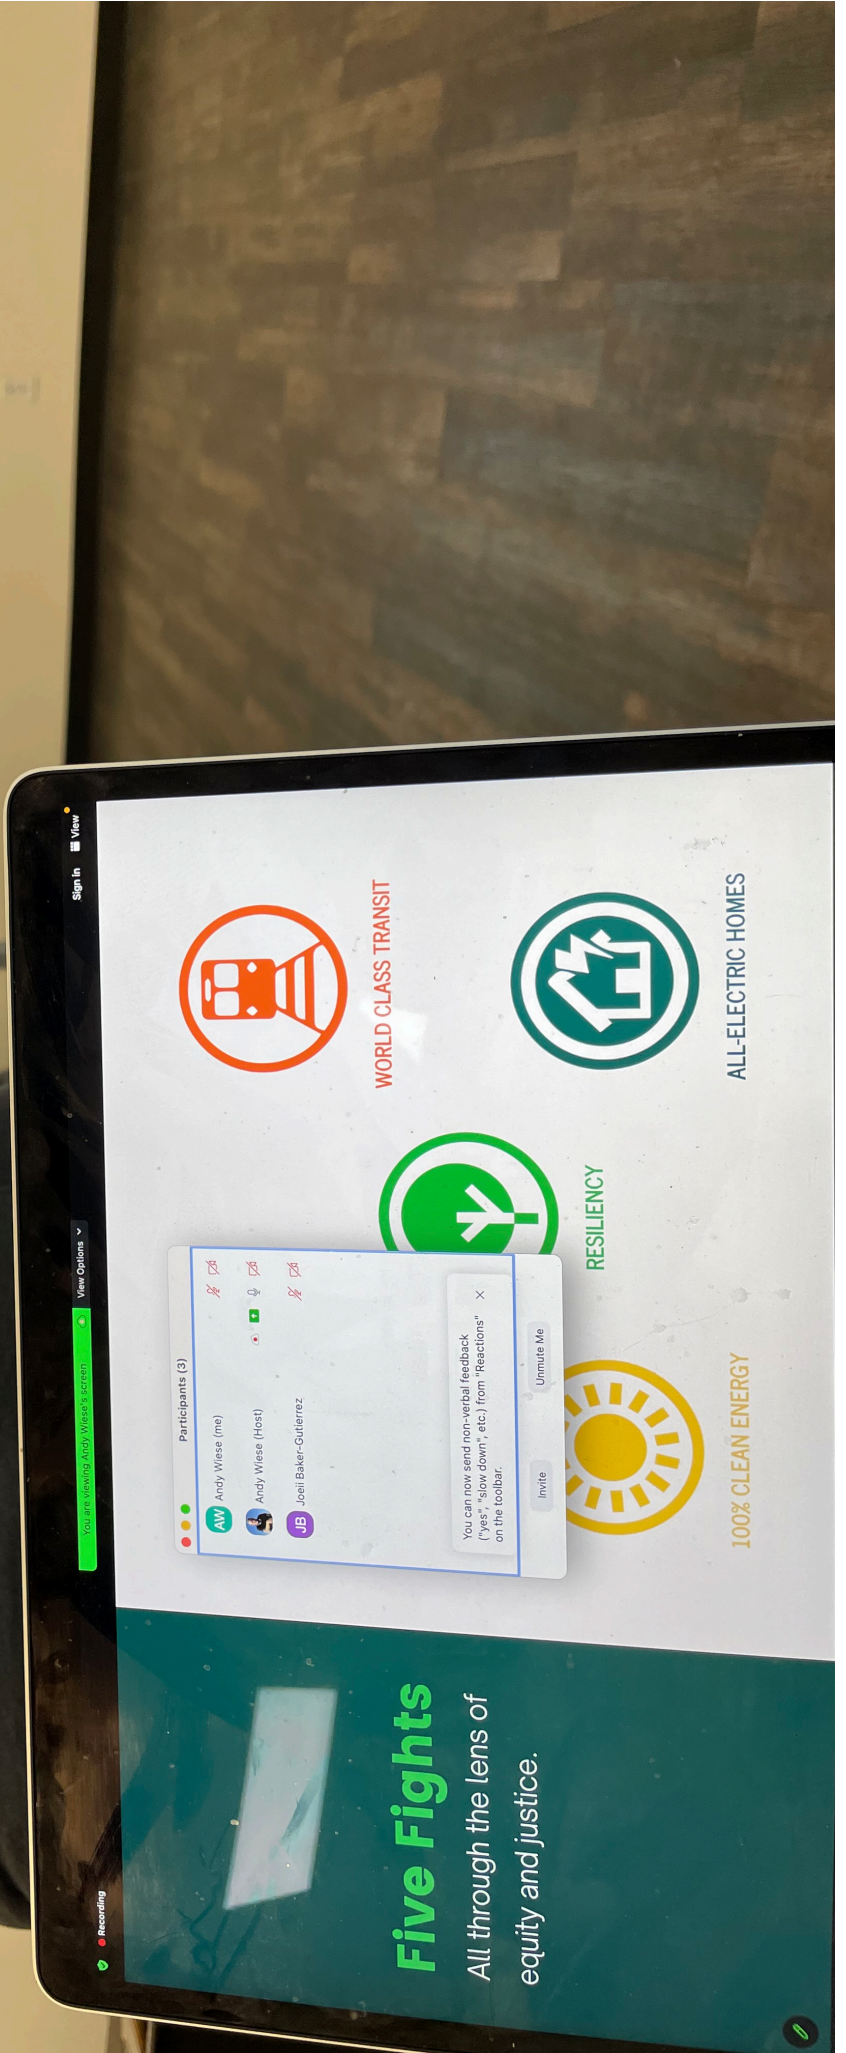 Recording
You are viewing Andy Wiese's screen
View Options
Sign in
View
Five Fights
All through the lens of
equity and justice.
Participants (3)
AW
Andy Wiese (me)
Andy Wiese (Host)
JB
Joeii Baker-Gutierrez
You can now send non-verbal feedback
("yes", "slow down", etc.) from "Reactions"
on the toolbar.
Invite
Unmute Me
WORLD CLASS TRANSIT
RESILIENCY
100% CLEAN ENERGY
ALL-ELECTRIC HOMES